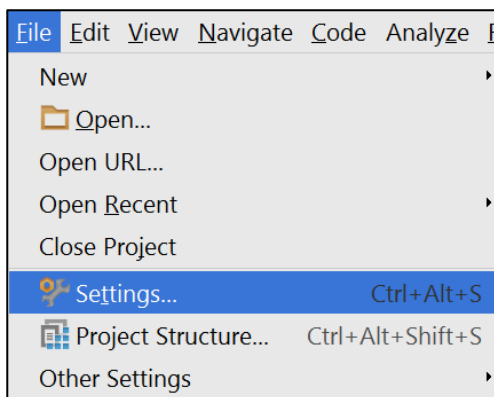 File Edit View Navigate Code Analyze
New
Open...
Open URL...
Open Recent
Close Project
Settings... Ctrl+Alt+S
Project Structure... Ctrl+Alt+Shift+S
Other Settings